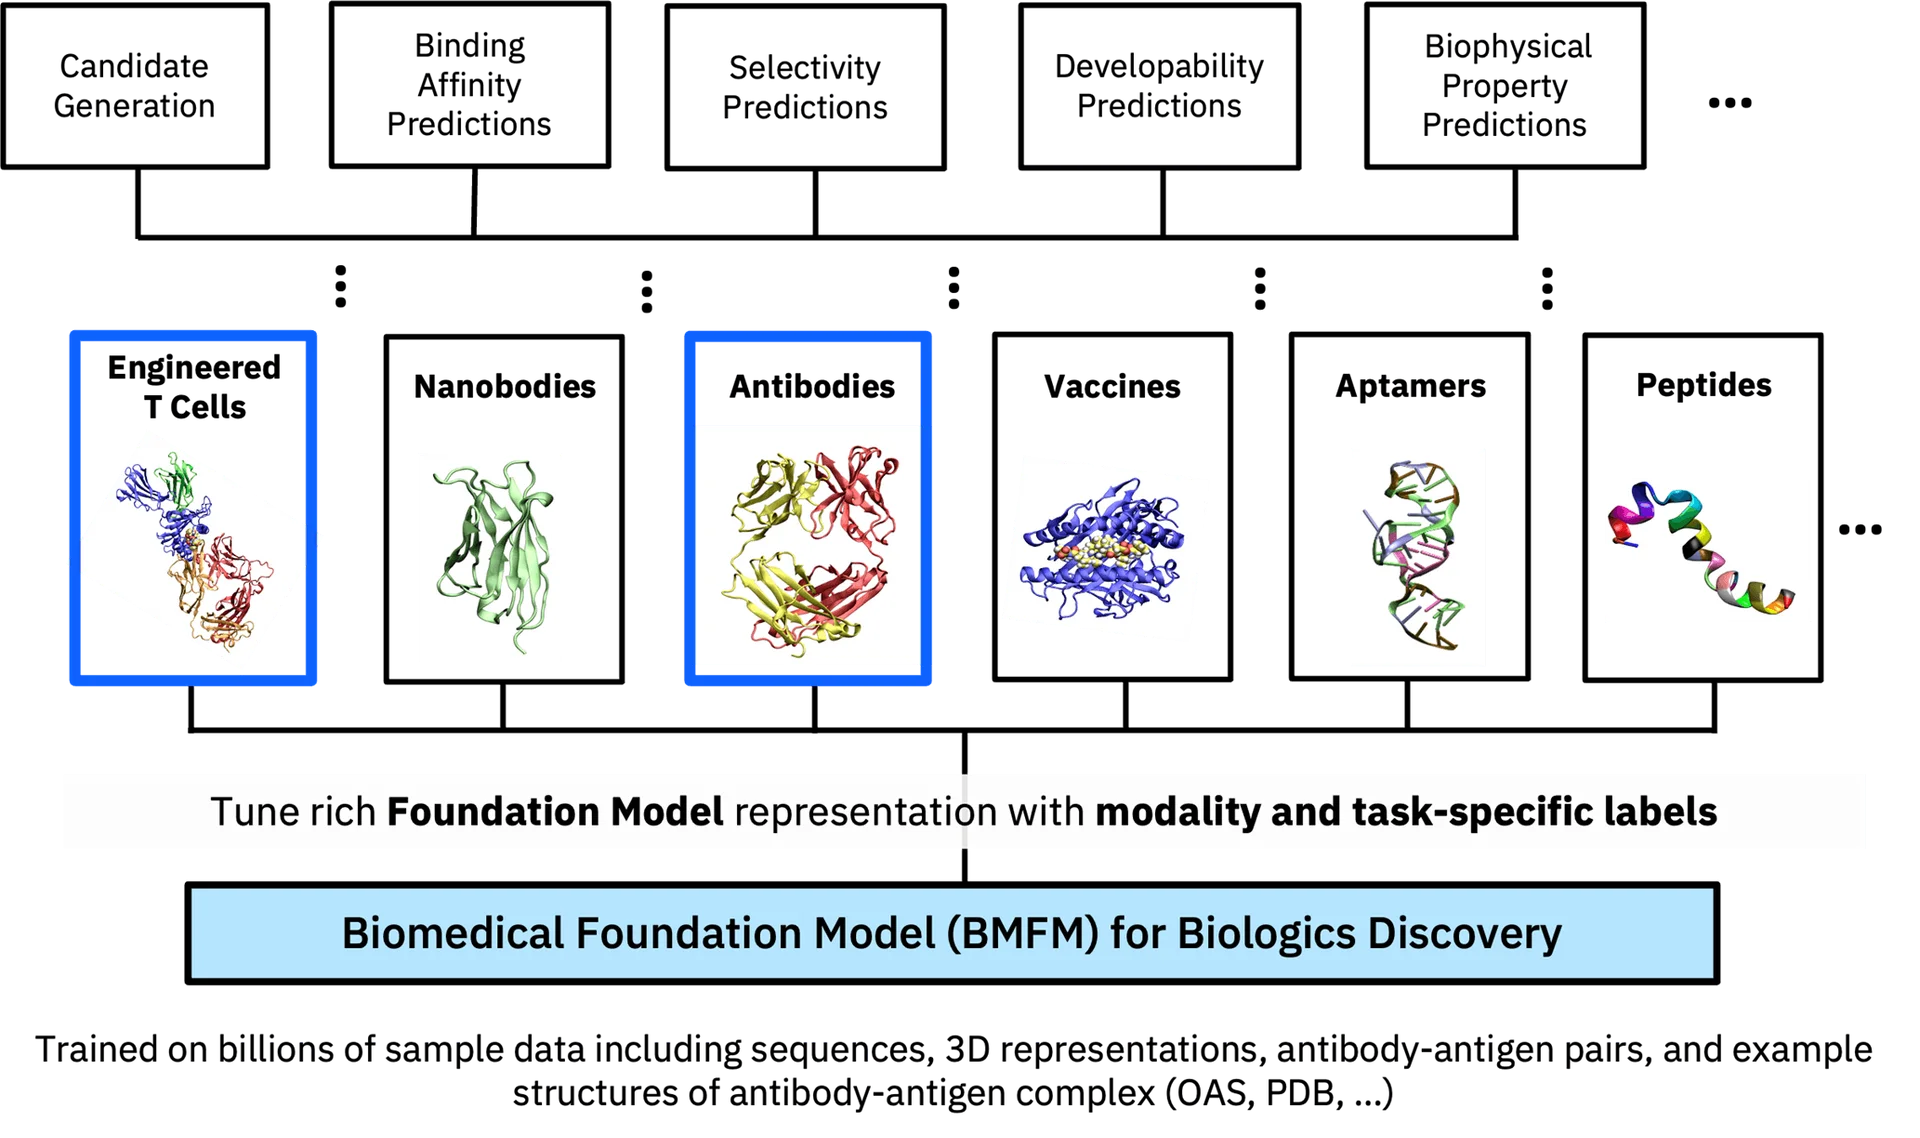 Candidate
Generation
Binding
Affinity
Predictions
Selectivity
Predictions
Developability
Predictions
Biophysical
Property
Predictions
...
Engineered
T Cells
Nanobodies
Antibodies
Vaccines
Aptamers
Peptides
...
Tune rich Foundation Model representation with modality and task-specific labels
Biomedical Foundation Model (BMFM) for Biologics Discovery
Trained on billions of sample data including sequences, 3D representations, antibody-antigen pairs, and example
structures of antibody-antigen complex (OAS, PDB, ...)